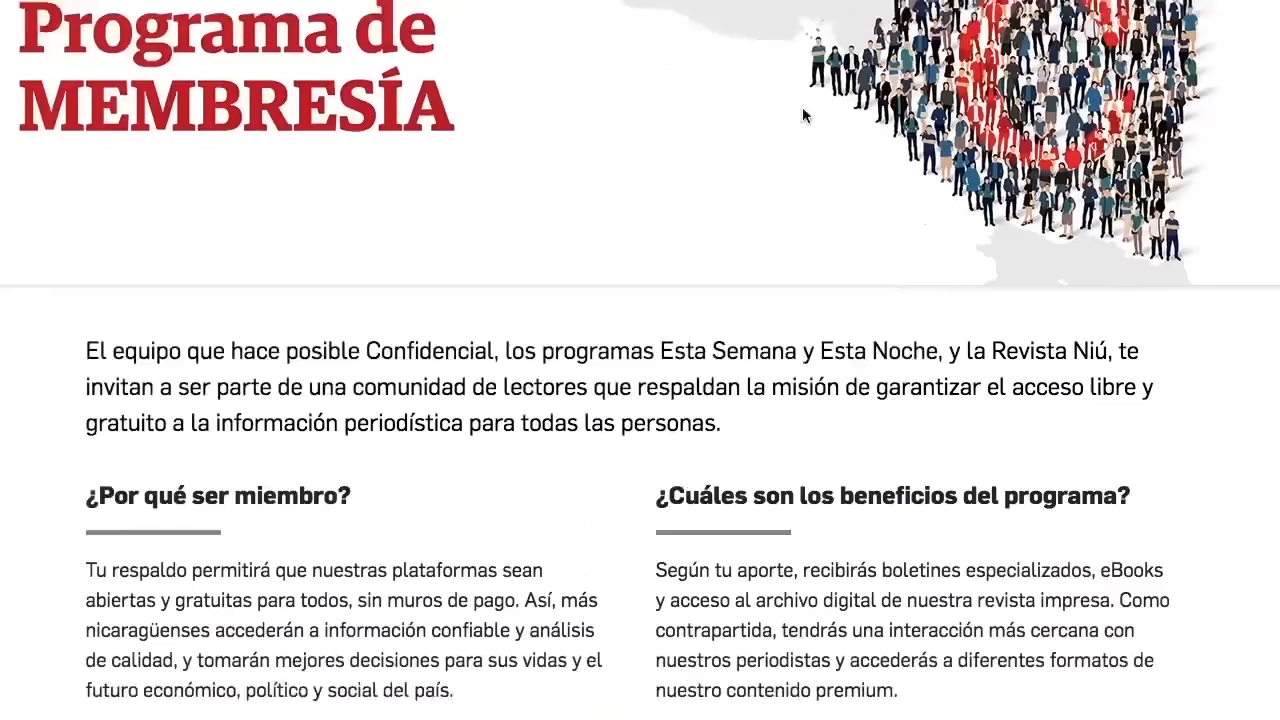 Programa de
MEMBRESÍA
El equipo que hace posible Confidencial, los programas Esta Semana y Esta Noche, y la Revista Niú, te
invitan a ser parte de una comunidad de lectores que respaldan la misión de garantizar el acceso libre y
gratuito a la información periodística para todas las personas.
¿Por qué ser miembro?
Tu respaldo permitirá que nuestras plataformas sean
abiertas y gratuitas para todos, sin muros de pago. Así, más
nicaragüenses accederán a información confiable y análisis
de calidad, y tomarán mejores decisiones para sus vidas y el
futuro económico, político y social del país.
¿Cuáles son los beneficios del programa?
Según tu aporte, recibirás boletines especializados, eBooks
y acceso al archivo digital de nuestra revista impresa. Como
contrapartida, tendrás una interacción más cercana con
nuestros periodistas y accederás a diferentes formatos de
nuestro contenido premium.